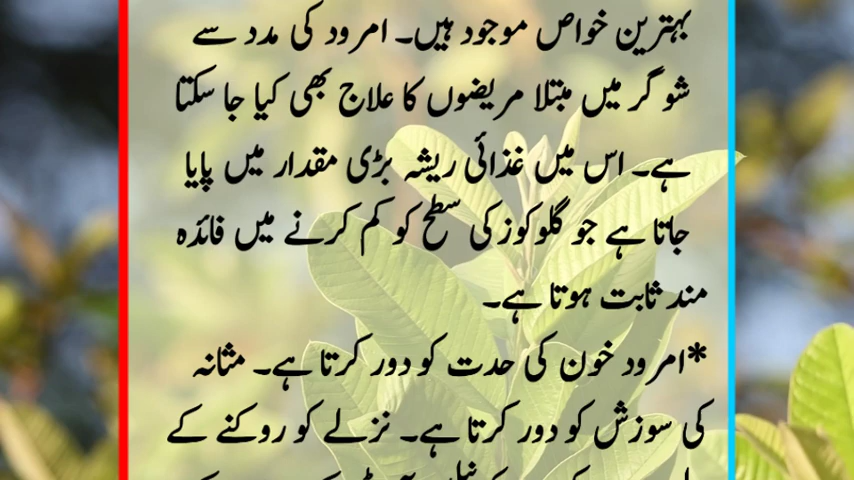 بہترین خواص موجود ہیں۔ امرود کی مدد سے
شوگر میں مبتلا مریضوں کا علاج بھی کیا جا سکتا
ہے۔ اس میں غذائی ریشہ بڑی مقدار میں پایا
جاتا ہے جو گلوکوز کی سطح کو کم کرنے میں فائدہ
مند ثابت ہوتا ہے۔
*امرود خون کی حدت کو دور کرتا ہے۔ مثانہ
کی سوزش کو دور کرتا ہے۔ نزلے کو روکنے کے